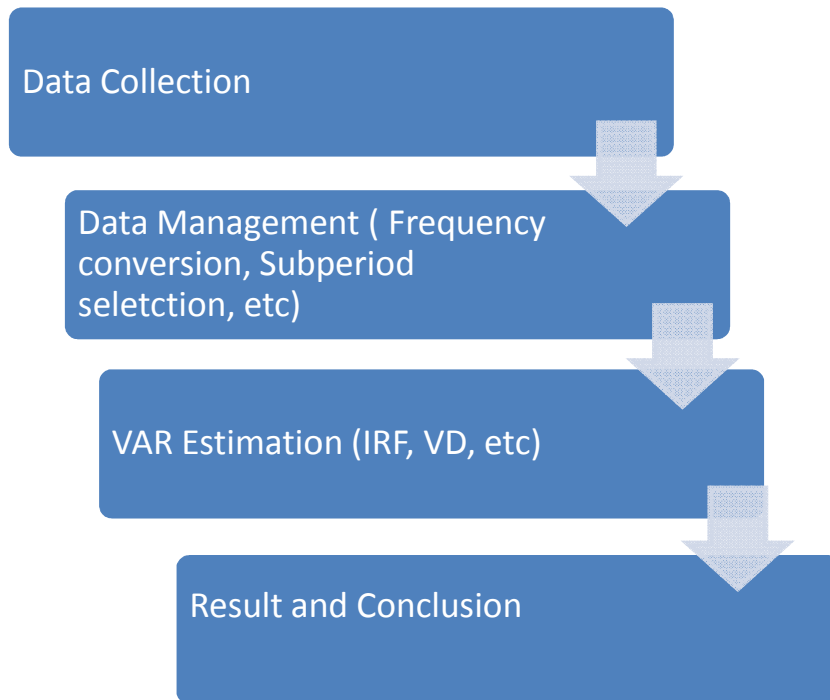 Data Collection
Data Management ( Frequency
conversion, Subperiod
seletction, etc)
VAR Estimation (IRF, VD, etc)
Result and Conclusion